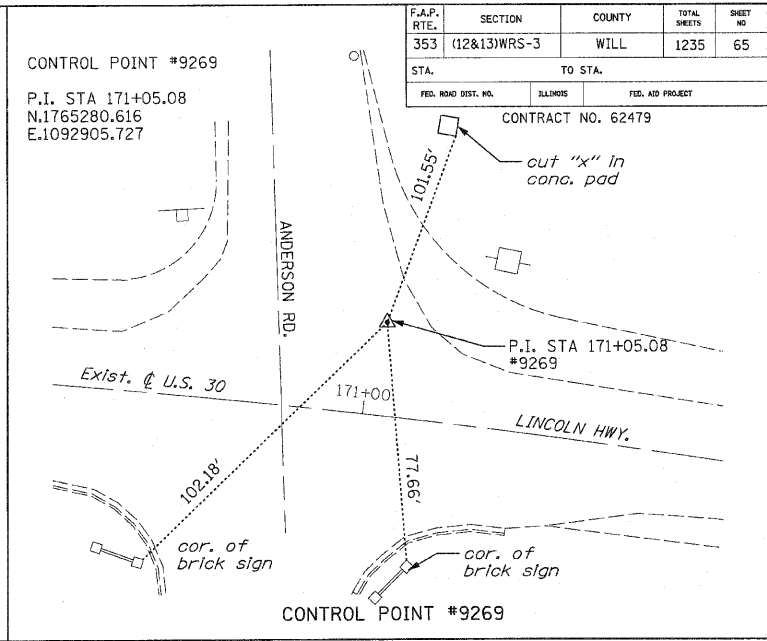 F.A.P. RTE. SECTION COUNTY TOTAL SHEETS SHEET NO
353 (12&13)WRS-3 WILL 1235 65
STA. TO STA.
FED. ROAD DIST. NO. ILLINOIS FED. AID PROJECT
CONTRACT NO. 62479
CONTROL POINT #9269
P.I. STA 171+05.08
N.1765280.616
E.1092905.727
cut "x" in
conc. pad
101.55'
ANDERSON RD.
P.I. STA 171+05.08
#9269
Exist. ℄ U.S. 30
171+00
LINCOLN HWY.
102.18'
77.66'
cor. of
brick sign
cor. of
brick sign
CONTROL POINT #9269